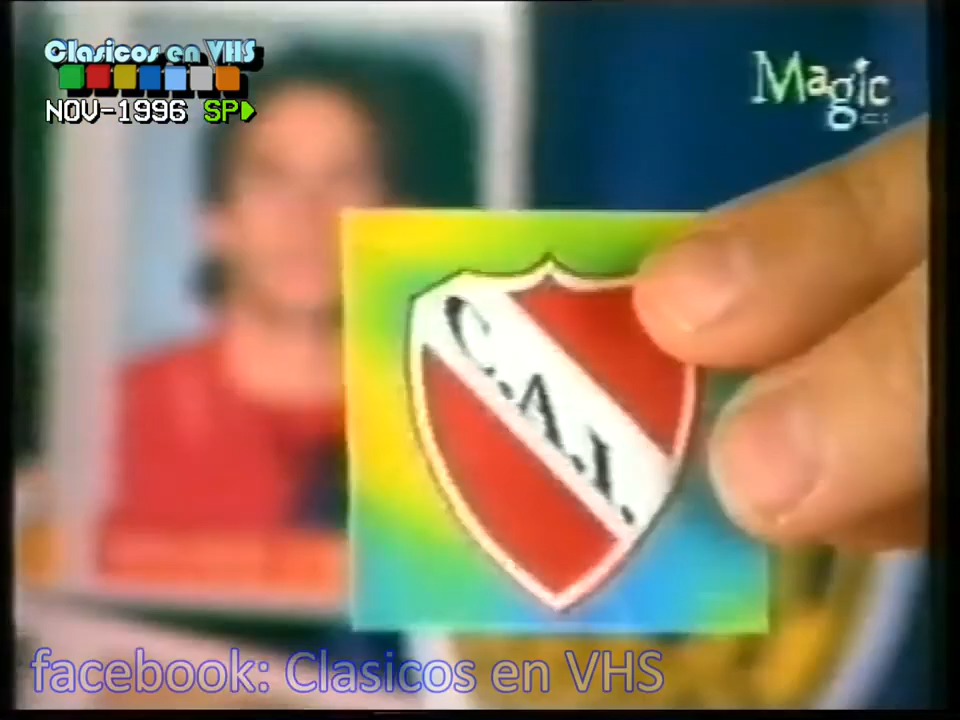 Clasicos en VHS
NOV-1996 SP
Magic
C.A.I.
facebook: Clasicos en VHS